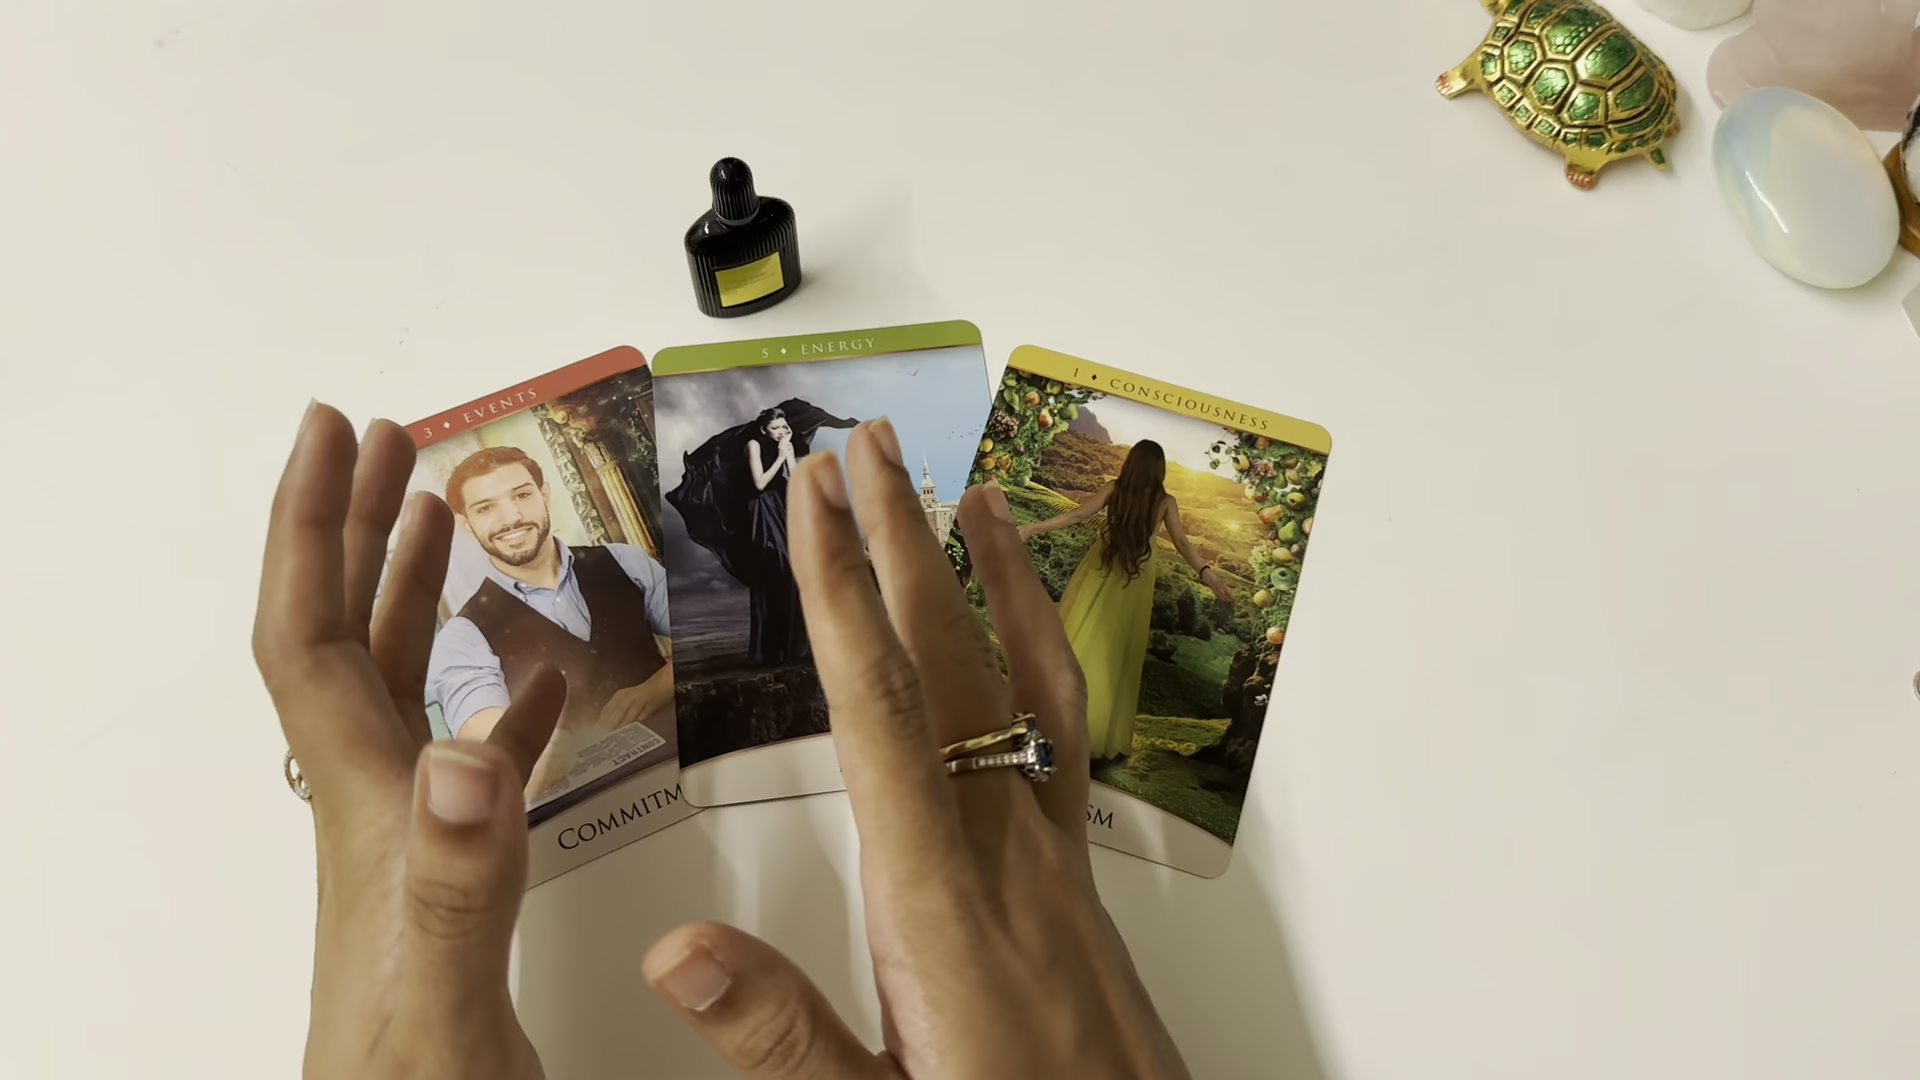 3 ♦ EVENTS
5 ♦ ENERGY
1 ♦ CONSCIOUSNESS
CONTRACT
COMMITM
SM